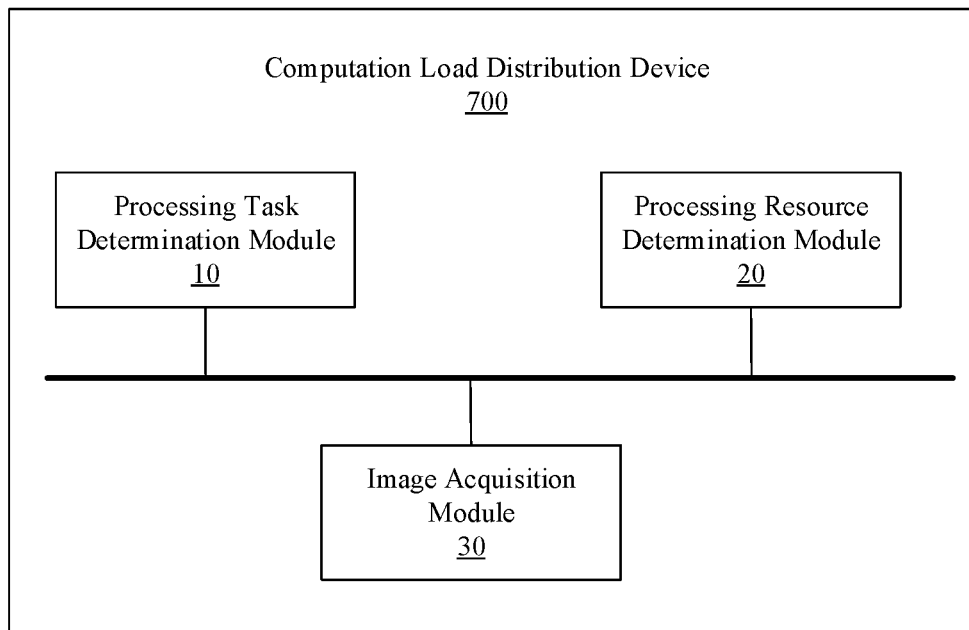 Computation Load Distribution Device
700
Processing Task
Determination Module
10
Processing Resource
Determination Module
20
Image Acquisition
Module
30